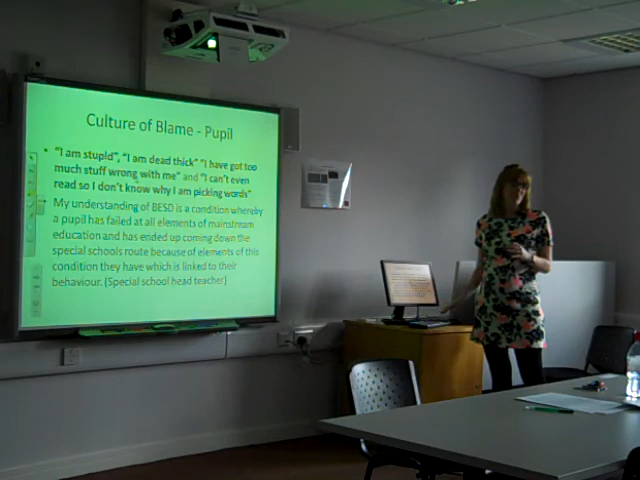 Culture of Blame - Pupil
• "I am stupid", "I am dead thick" "I have got too
much stuff wrong with me" and "I can't even
read so I don't know why I am picking words"
• My understanding of BESD is a condition whereby
a pupil has failed at all elements of mainstream
education and has ended up coming down the
special schools route because of elements of this
condition they have which is linked to their
behaviour. (Special school head teacher)